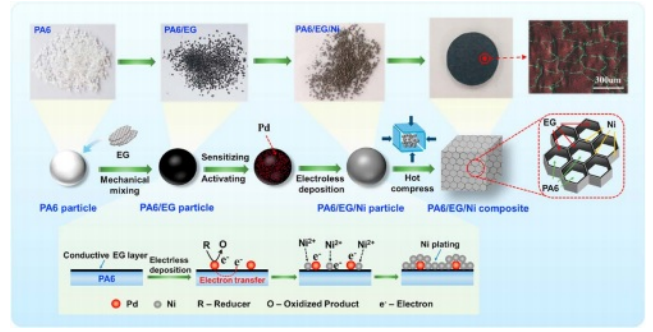 PA6
PA6/EG
PA6/EG/Ni
300um
EG
Mechanical
mixing
Sensitizing
Activating
Pd
Electroless
deposition
Hot
compress
EG
Ni
PA6
PA6 particle
PA6/EG particle
PA6/EG/Ni particle
PA6/EG/Ni composite
Conductive EG layer
PA6
Electrless
deposition
R
O
e⁻
e⁻
Electron transfer
Ni²⁺
Ni²⁺
Ni²⁺
e⁻
e⁻
e⁻
Ni plating
Pd
Ni
R – Reducer
O – Oxidized Product
e⁻ – Electron